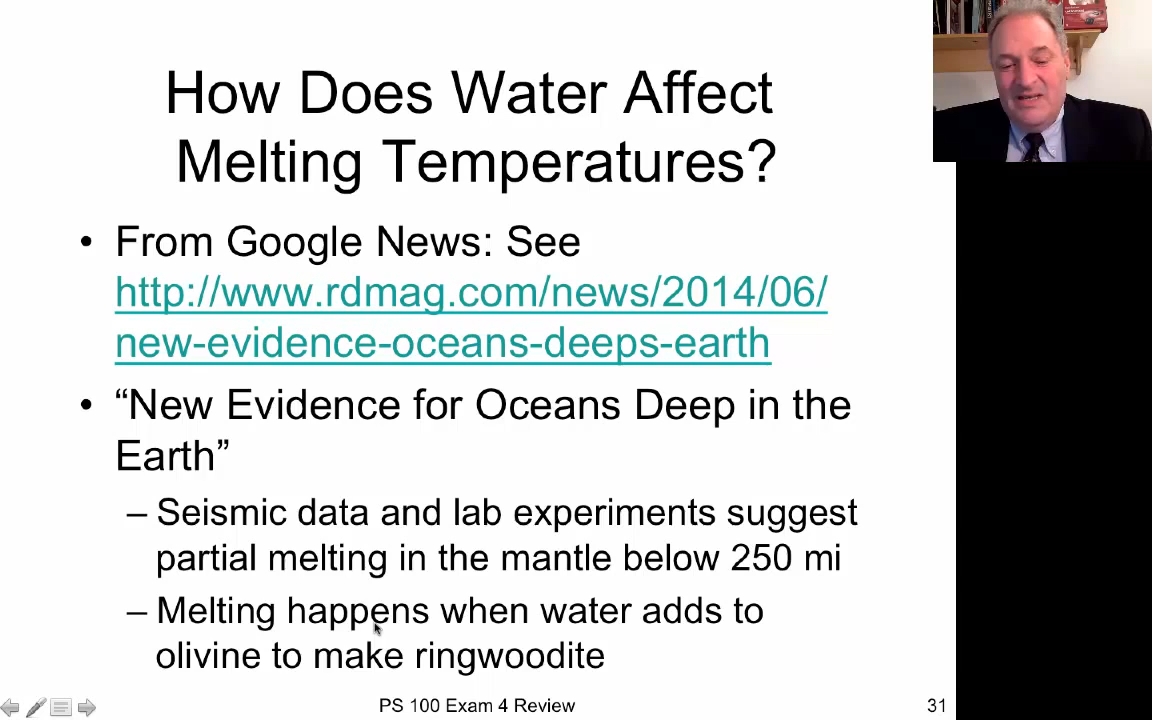 How Does Water Affect
Melting Temperatures?
• From Google News: See
http://www.rdmag.com/news/2014/06/
new-evidence-oceans-deeps-earth
• “New Evidence for Oceans Deep in the
Earth”
– Seismic data and lab experiments suggest
partial melting in the mantle below 250 mi
– Melting happens when water adds to
olivine to make ringwoodite
PS 100 Exam 4 Review
31